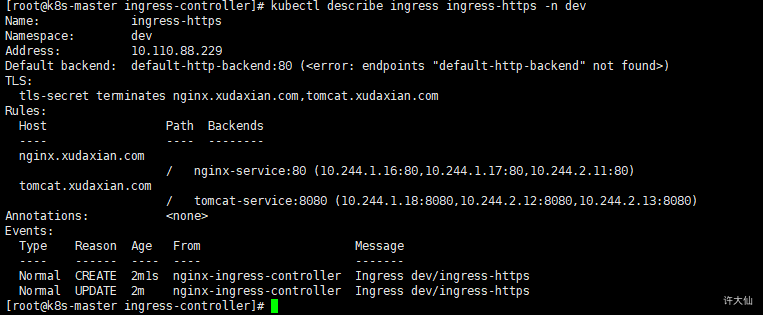 [root@k8s-master ingress-controller]# kubectl describe ingress ingress-https -n dev
Name:             ingress-https
Namespace:        dev
Address:          10.110.88.229
Default backend:  default-http-backend:80 (<error: endpoints "default-http-backend" not found>)
TLS:
  tls-secret terminates nginx.xudaxian.com,tomcat.xudaxian.com
Rules:
  Host                 Path  Backends
  ----                 ----  --------
  nginx.xudaxian.com
                       /   nginx-service:80 (10.244.1.16:80,10.244.1.17:80,10.244.2.11:80)
  tomcat.xudaxian.com
                       /   tomcat-service:8080 (10.244.1.18:8080,10.244.2.12:8080,10.244.2.13:8080)
Annotations:           <none>
Events:
  Type    Reason  Age   From                      Message
  ----    ------  ----  ----                      -------
  Normal  CREATE  2m1s  nginx-ingress-controller  Ingress dev/ingress-https
  Normal  UPDATE  2m    nginx-ingress-controller  Ingress dev/ingress-https
[root@k8s-master ingress-controller]#
许大仙